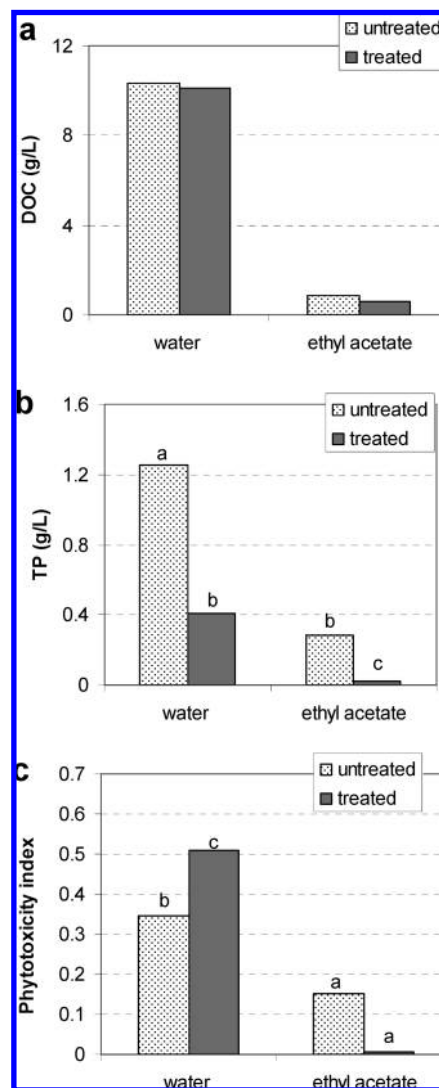 a
untreated
treated
12
8
4
0
DOC (g/L)
water ethyl acetate
b
untreated
treated
1.6
1.2
0.8
0.4
0
TP (g/L)
a
b
b
c
water ethyl acetate
c
untreated
treated
0.7
0.6
0.5
0.4
0.3
0.2
0.1
0
Phytotoxicity index
b
c
a
a
water ethyl acetate